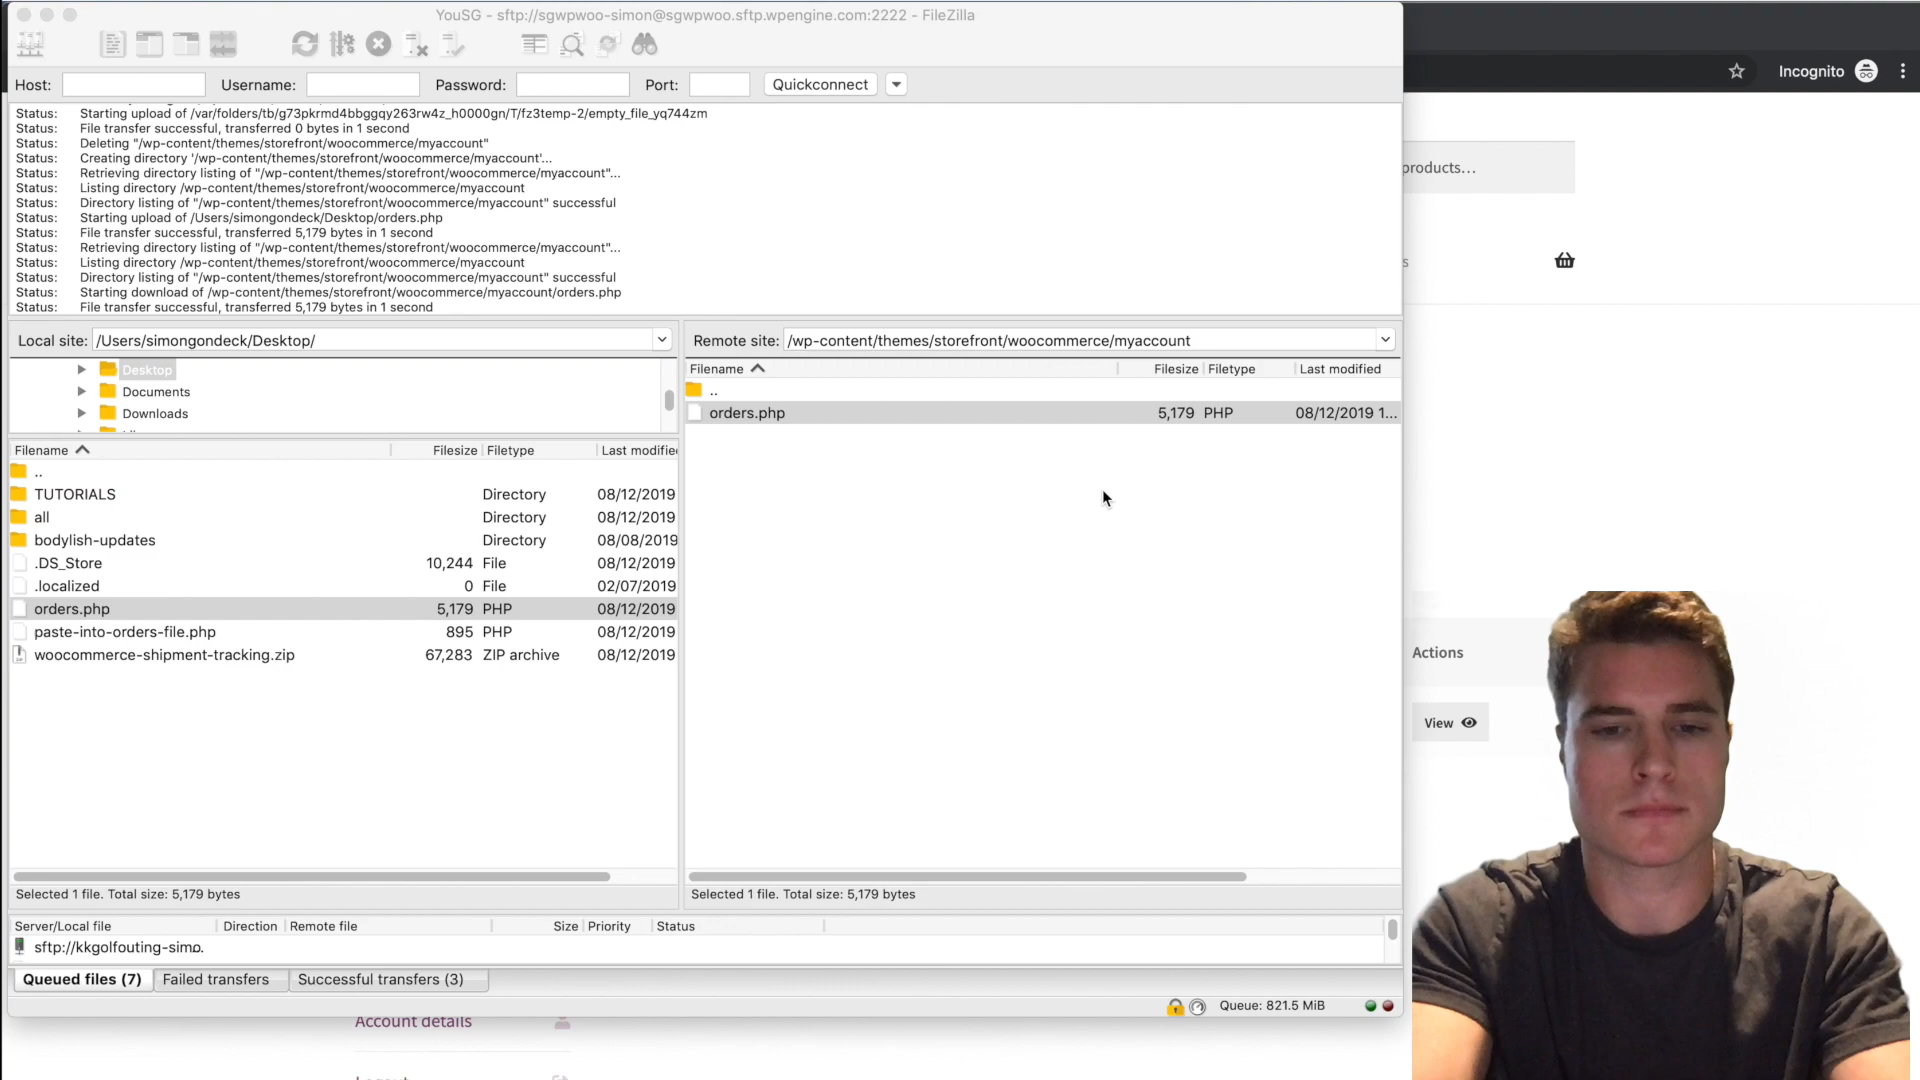 YouSG - sftp://sgwpwoo-simon@sgwpwoo.sftp.wpengine.com:2222 - FileZilla
Incognito
Host: Username: Password: Port: Quickconnect
Status: Starting upload of /var/folders/tb/g73pkrmd4bbggqy263rw4z_h0000gn/T/fz3temp-2/empty_file_yq744zm
Status: File transfer successful, transferred 0 bytes in 1 second
Status: Deleting "/wp-content/themes/storefront/woocommerce/myaccount"
Status: Creating directory '/wp-content/themes/storefront/woocommerce/myaccount'...
Status: Retrieving directory listing of "/wp-content/themes/storefront/woocommerce/myaccount"...
Status: Listing directory /wp-content/themes/storefront/woocommerce/myaccount
Status: Directory listing of "/wp-content/themes/storefront/woocommerce/myaccount" successful
Status: Starting upload of /Users/simongondeck/Desktop/orders.php
Status: File transfer successful, transferred 5,179 bytes in 1 second
Status: Retrieving directory listing of "/wp-content/themes/storefront/woocommerce/myaccount"...
Status: Listing directory /wp-content/themes/storefront/woocommerce/myaccount
Status: Directory listing of "/wp-content/themes/storefront/woocommerce/myaccount" successful
Status: Starting download of /wp-content/themes/storefront/woocommerce/myaccount/orders.php
Status: File transfer successful, transferred 5,179 bytes in 1 second
products...
s
Local site: /Users/simongondeck/Desktop/
Desktop
Documents
Downloads
Filename Filesize Filetype Last modified
..
TUTORIALS Directory 08/12/2019
all Directory 08/12/2019
bodylish-updates Directory 08/08/2019
.DS_Store 10,244 File 08/12/2019
.localized 0 File 02/07/2019
orders.php 5,179 PHP 08/12/2019
paste-into-orders-file.php 895 PHP 08/12/2019
woocommerce-shipment-tracking.zip 67,283 ZIP archive 08/12/2019
Selected 1 file. Total size: 5,179 bytes
Remote site: /wp-content/themes/storefront/woocommerce/myaccount
Filename Filesize Filetype Last modified
..
orders.php 5,179 PHP 08/12/2019 1...
Selected 1 file. Total size: 5,179 bytes
Actions
View
Server/Local file Direction Remote file Size Priority Status
sftp://kkgolfouting-simo.
Queued files (7) Failed transfers Successful transfers (3)
Queue: 821.5 MiB
Account details